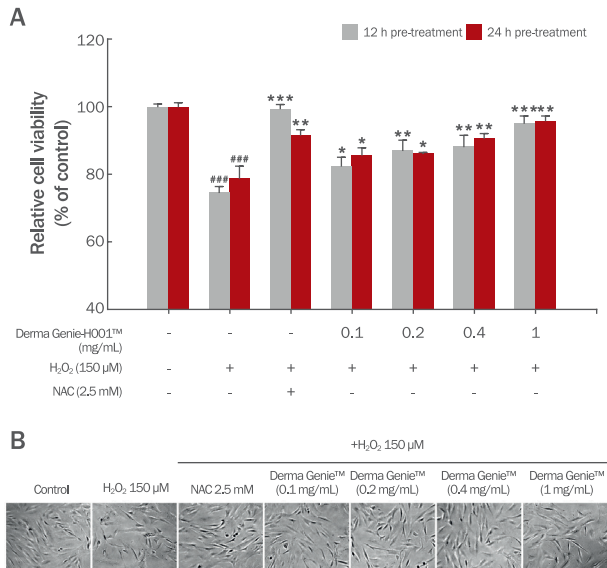 A
12 h pre-treatment 24 h pre-treatment
Relative cell viability
(% of control)
120
100
80
60
40
### ### *** ** * * ** * ** ** *** ***
Derma Genie-H001™
(mg/mL)
- - - 0.1 0.2 0.4 1
H₂O₂ (150 µM) - + + + + + +
NAC (2.5 mM) - - + - - - -
B
+H₂O₂ 150 µM
Control H₂O₂ 150 µM NAC 2.5 mM Derma Genie™ Derma Genie™ Derma Genie™ Derma Genie™
(0.1 mg/mL) (0.2 mg/mL) (0.4 mg/mL) (1 mg/mL)